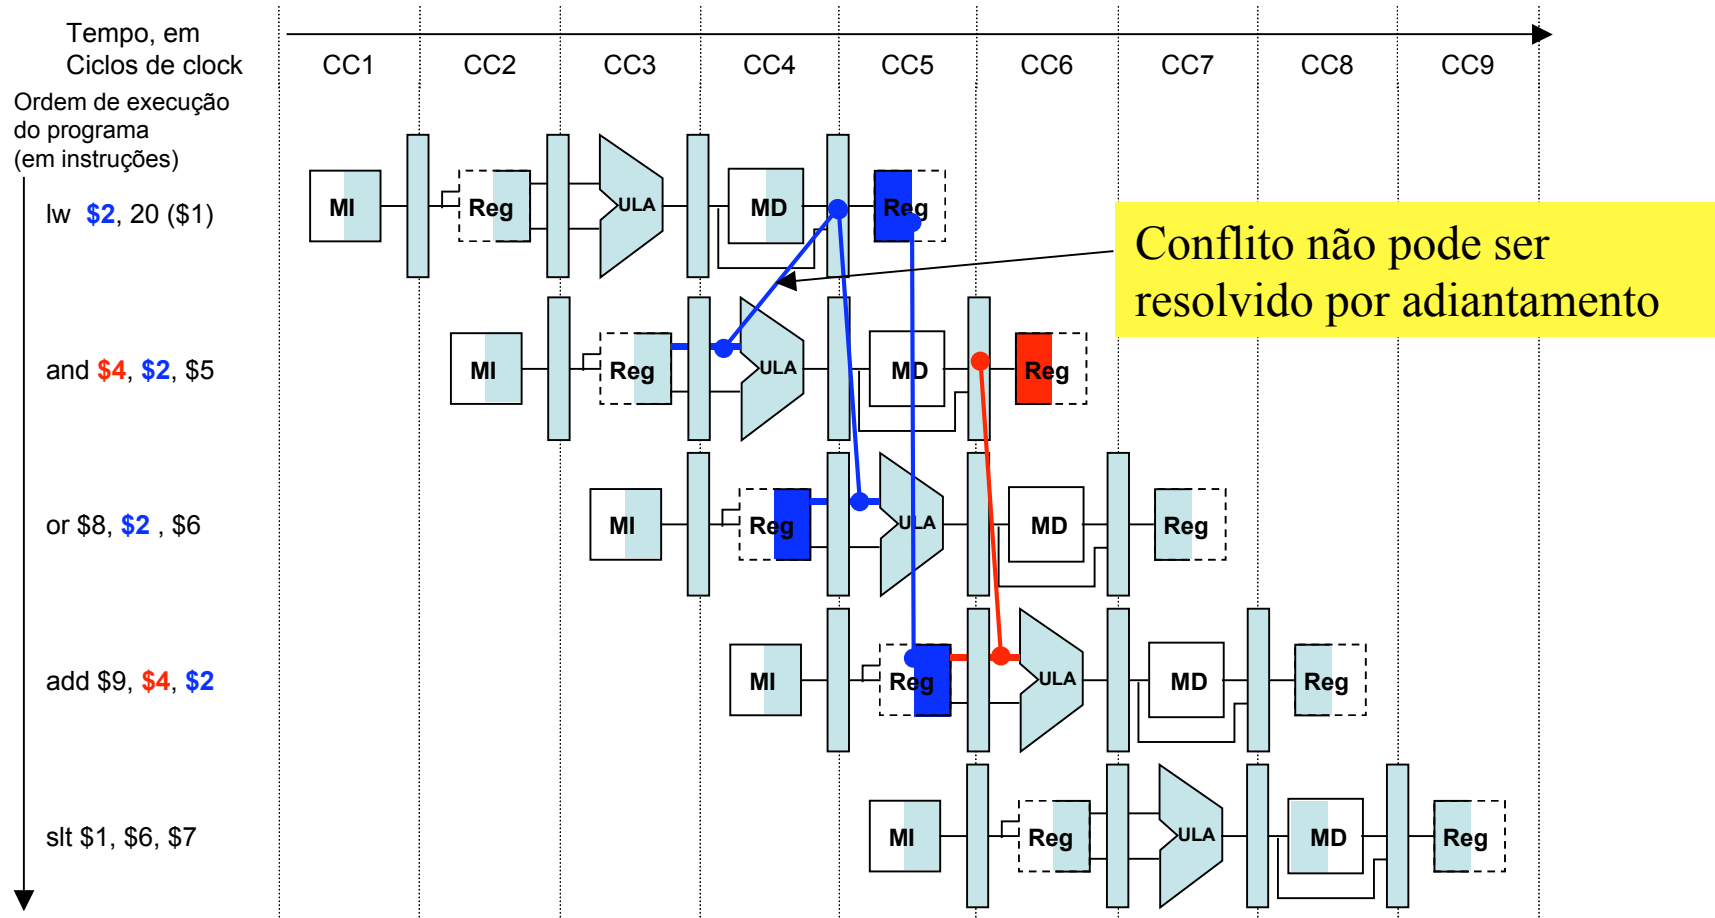 Tempo, em
Ciclos de clock
CC1 CC2 CC3 CC4 CC5 CC6 CC7 CC8 CC9
Ordem de execução
do programa
(em instruções)
lw $2, 20 ($1)
MI Reg ULA MD Reg
Conflito não pode ser
resolvido por adiantamento
and $4, $2, $5
MI Reg ULA MD Reg
or $8, $2 , $6
MI Reg ULA MD Reg
add $9, $4, $2
MI Reg ULA MD Reg
slt $1, $6, $7
MI Reg ULA MD Reg